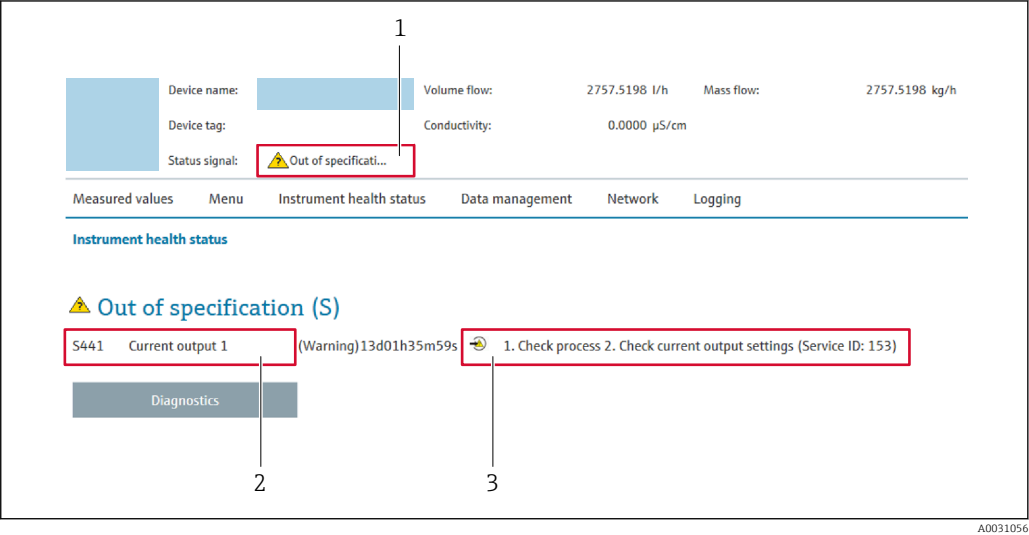 1
Device name: Volume flow: 2757.5198 l/h Mass flow: 2757.5198 kg/h
Device tag: Conductivity: 0.0000 µS/cm
Status signal: Out of specificati...
Measured values Menu Instrument health status Data management Network Logging
Instrument health status
Out of specification (S)
S441 Current output 1 (Warning)13d01h35m59s 1. Check process 2. Check current output settings (Service ID: 153)
Diagnostics
2 3
A0031056